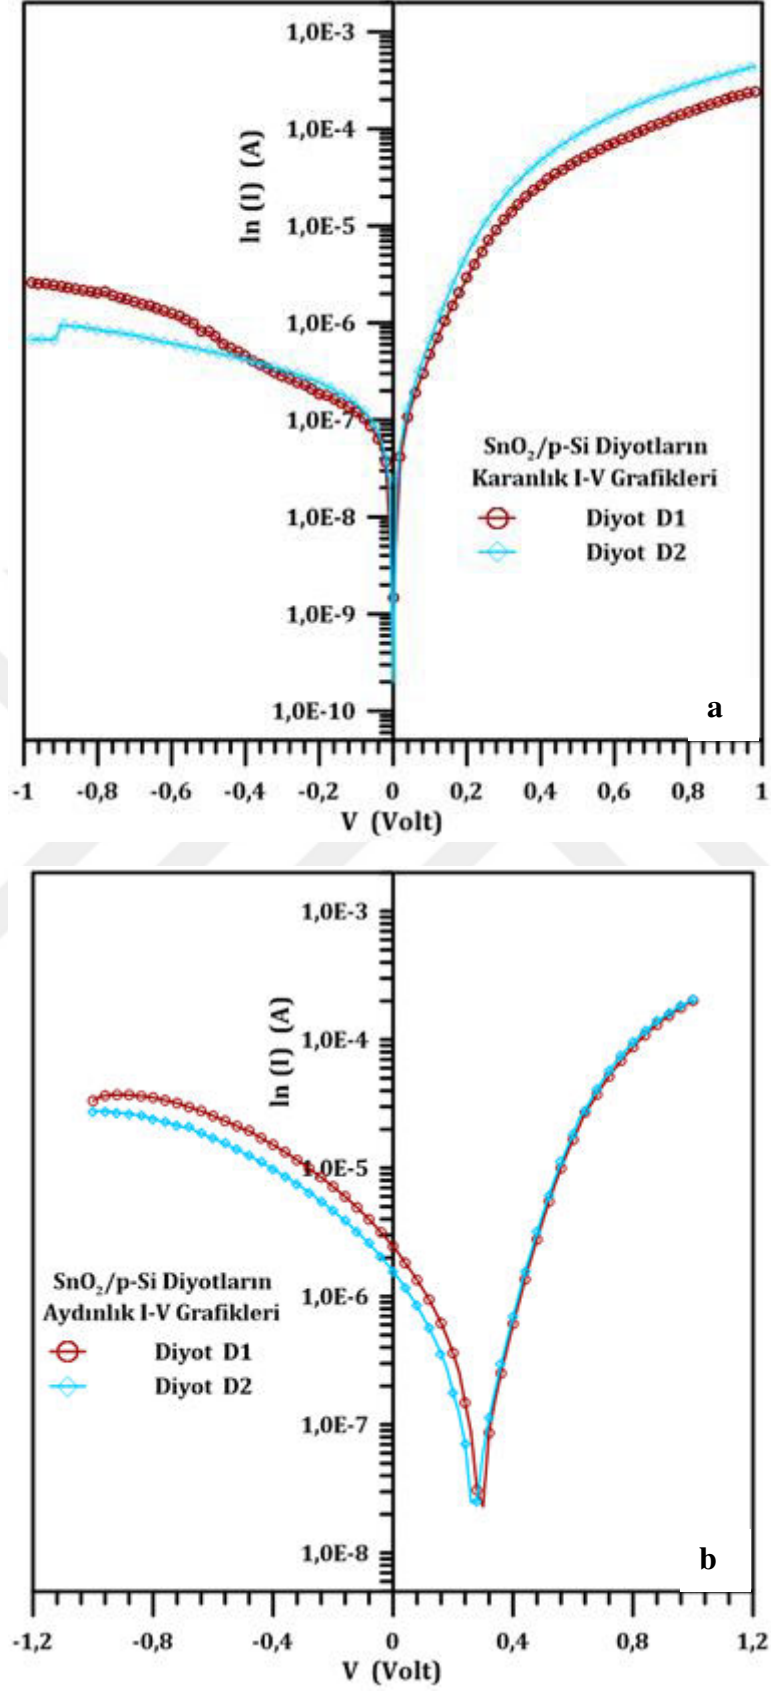 1,0E-3
1,0E-4
1,0E-5
1,0E-6
1,0E-7
1,0E-8
1,0E-9
1,0E-10
ln (I) (A)
SnO₂/p-Si Diyotların
Karanlık I-V Grafikleri
Diyot D1
Diyot D2
a
-1 -0,8 -0,6 -0,4 -0,2 0 0,2 0,4 0,6 0,8 1
V (Volt)
1,0E-3
1,0E-4
1,0E-5
1,0E-6
1,0E-7
1,0E-8
ln (I) (A)
SnO₂/p-Si Diyotların
Aydınlık I-V Grafikleri
Diyot D1
Diyot D2
b
-1,2 -0,8 -0,4 0 0,4 0,8 1,2
V (Volt)